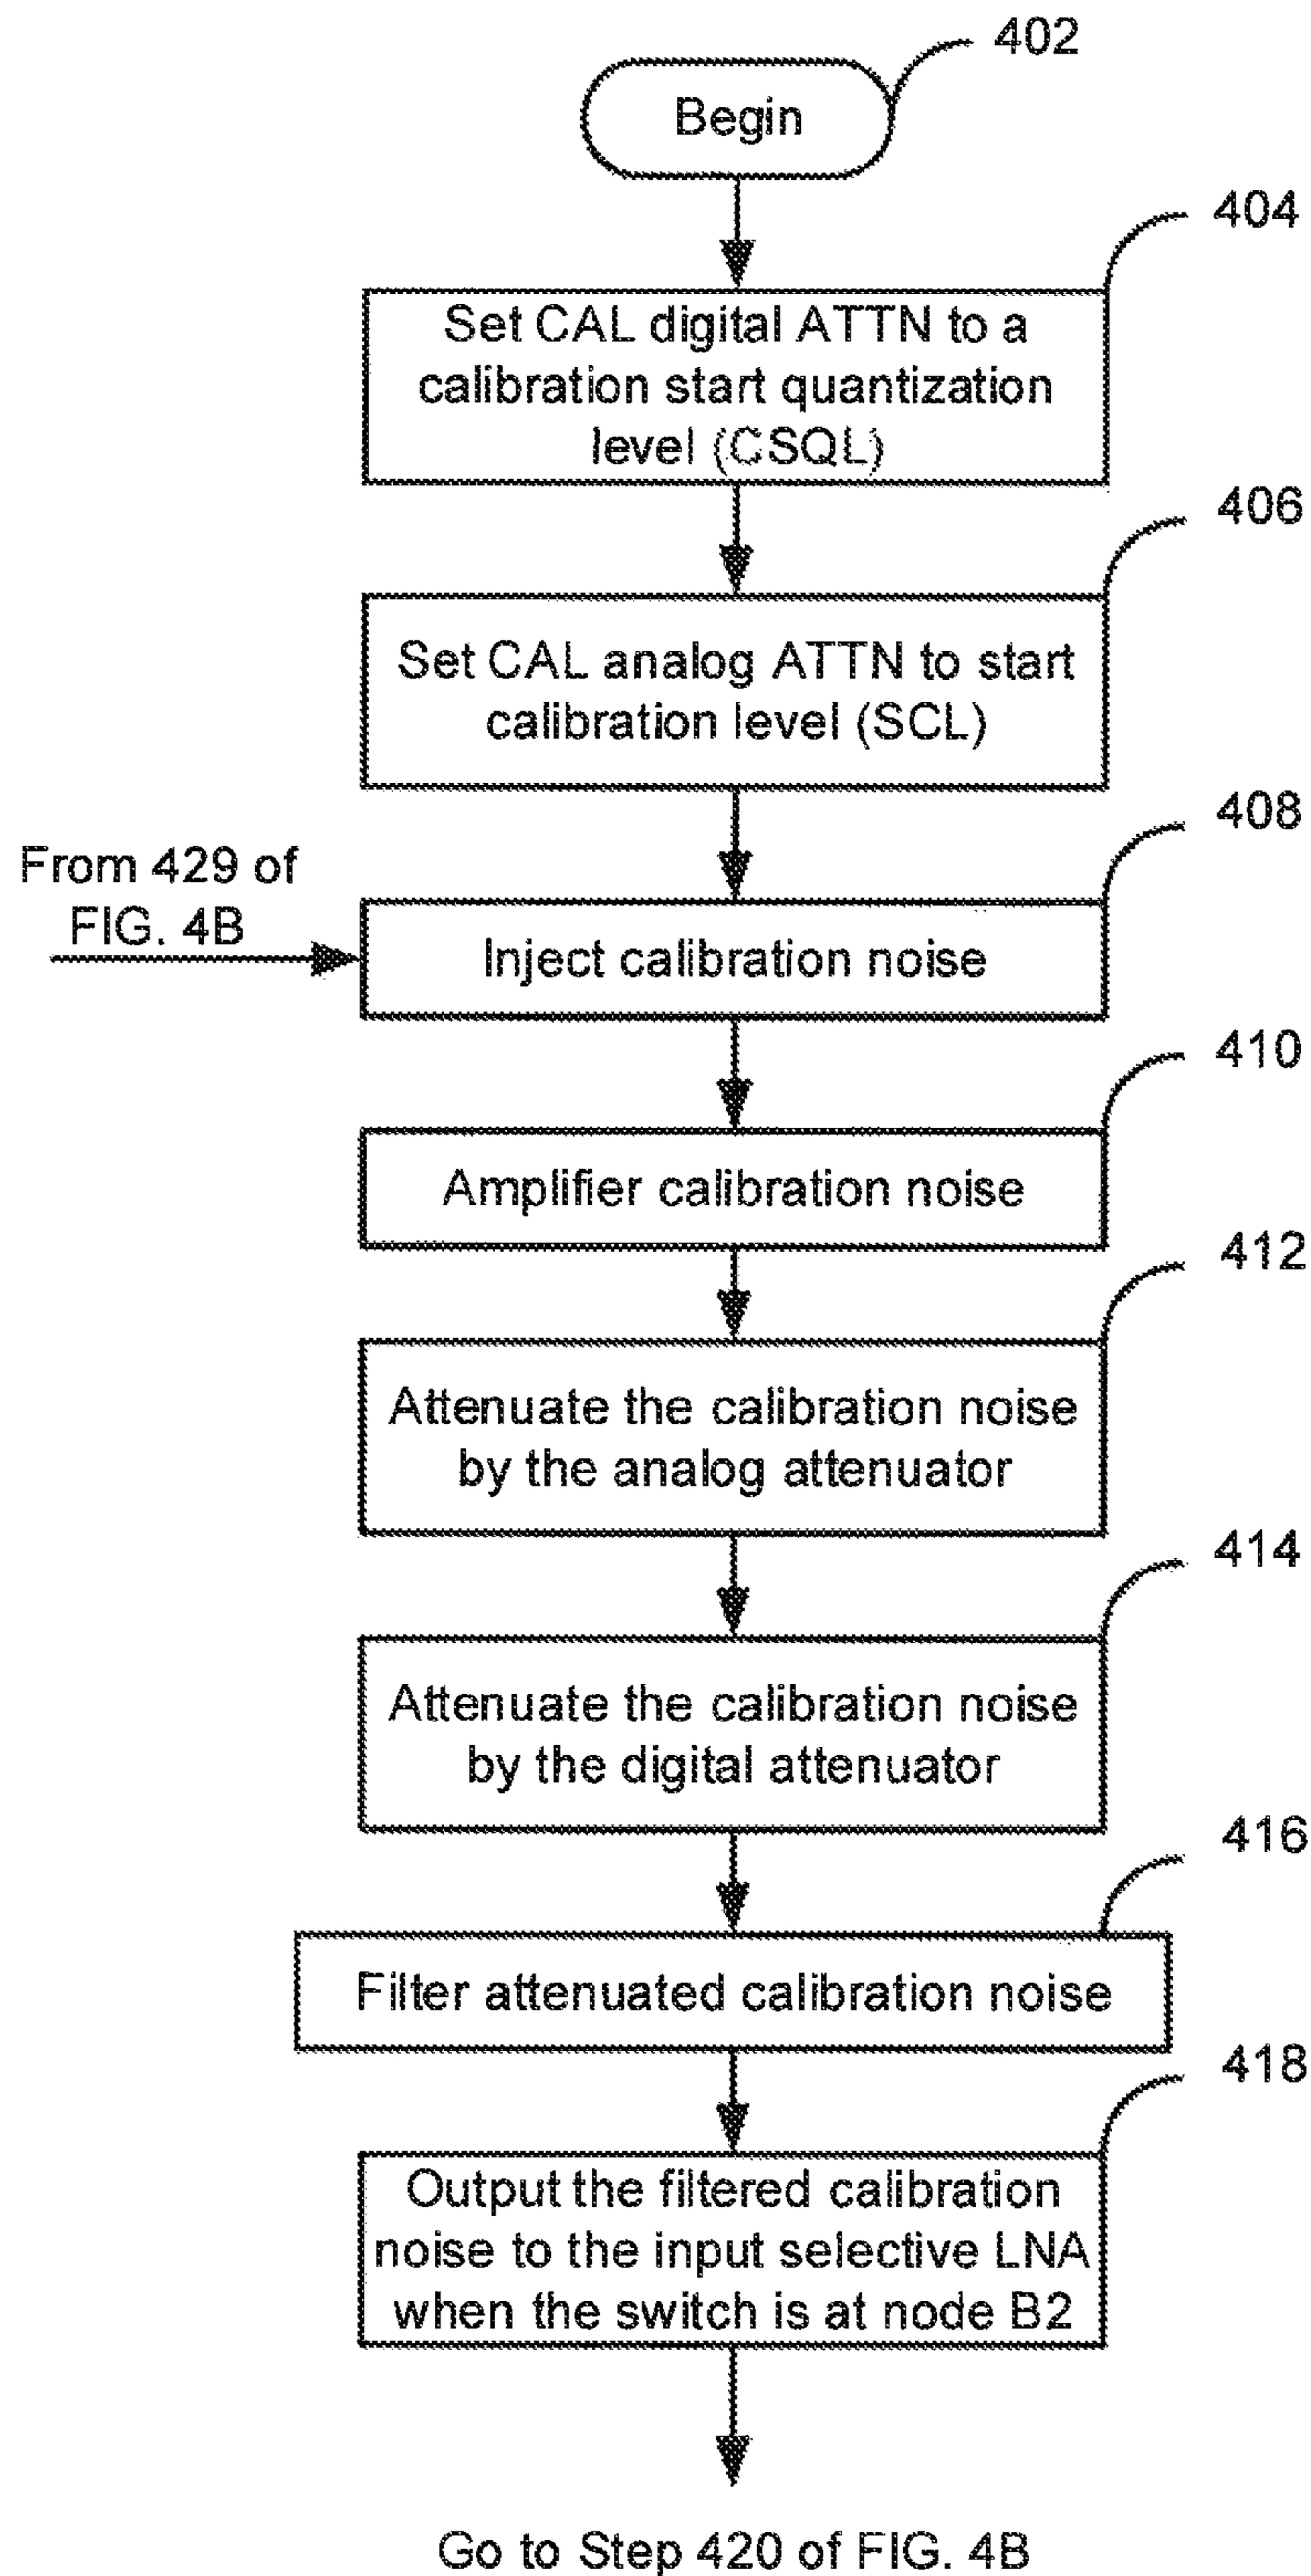 402
Begin
404
Set CAL digital ATTN to a
calibration start quantization
level (CSQL)
406
Set CAL analog ATTN to start
calibration level (SCL)
408
From 429 of
FIG. 4B
Inject calibration noise
410
Amplifier calibration noise
412
Attenuate the calibration noise
by the analog attenuator
414
Attenuate the calibration noise
by the digital attenuator
416
Filter attenuated calibration noise
418
Output the filtered calibration
noise to the input selective LNA
when the switch is at node B2
Go to Step 420 of FIG. 4B